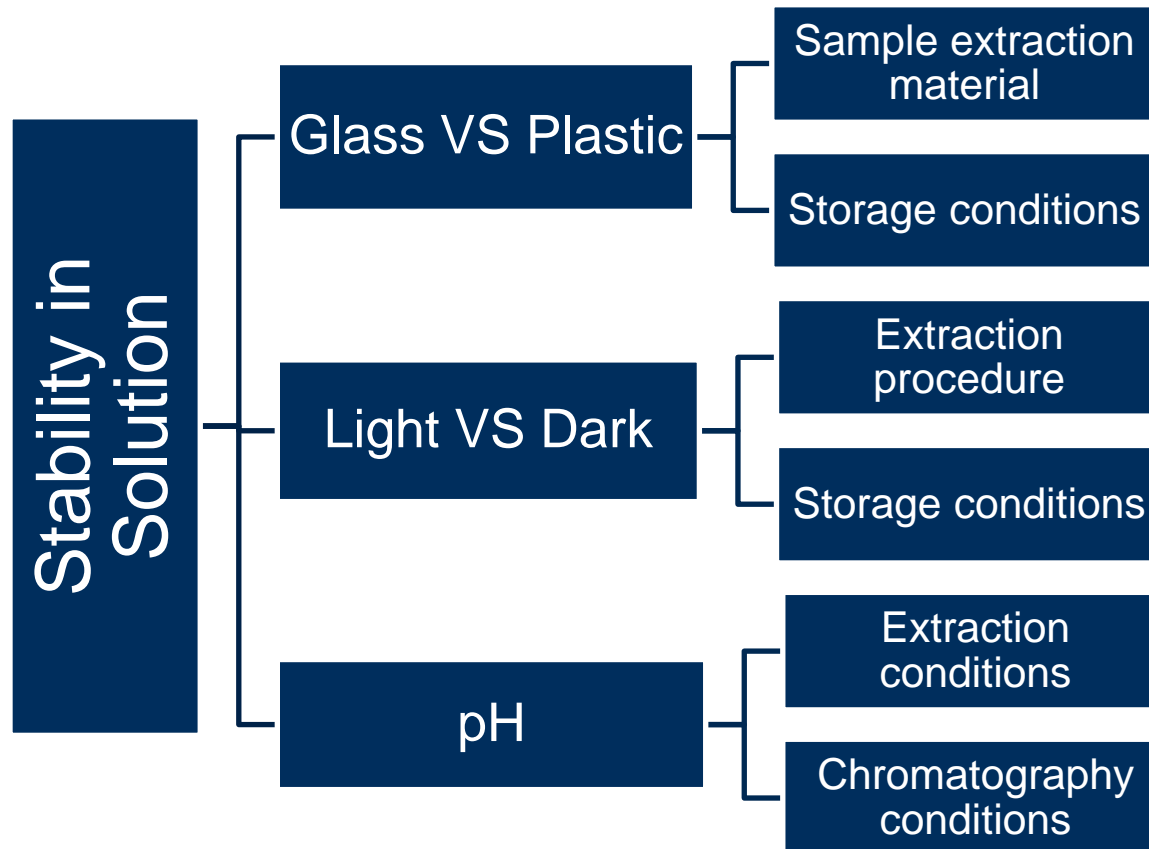 Stability in
Solution
Glass VS Plastic
Sample extraction
material
Storage conditions
Light VS Dark
Extraction
procedure
Storage conditions
pH
Extraction
conditions
Chromatography
conditions